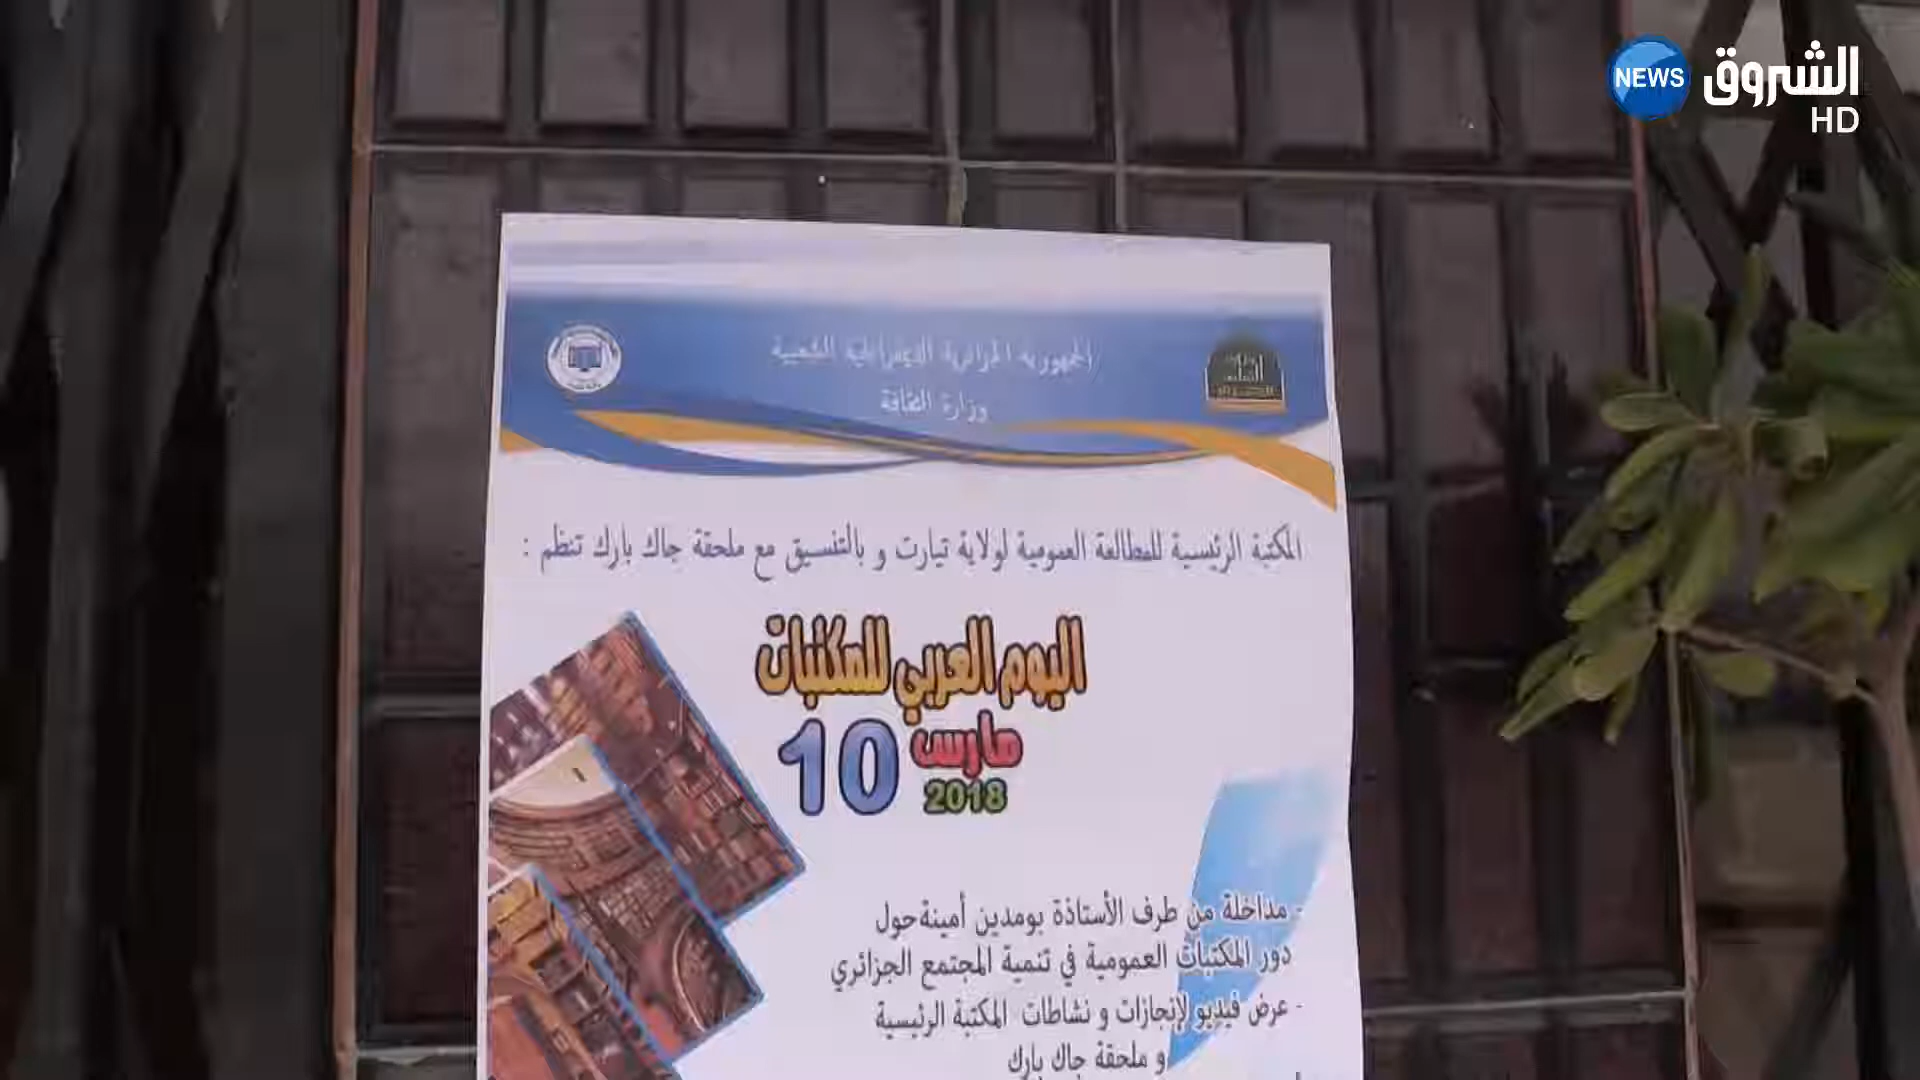 NEWS الشروق
HD
الجمهورية الجزائرية الديمقراطية الشعبية
وزارة الثقافة
المكتبة الرئيسية للمطالعة العمومية لولاية تيارت و بالتنسيق مع ملحقة جاك بارك تنظم :
اليوم العربي للمكتبات
10 مارس
2018
- مداخلة من طرف الأستاذة بومدين أمينة حول
دور المكتبات العمومية في تنمية المجتمع الجزائري
- عرض فيديو لإنجازات و نشاطات المكتبة الرئيسية
و ملحقة جاك بارك